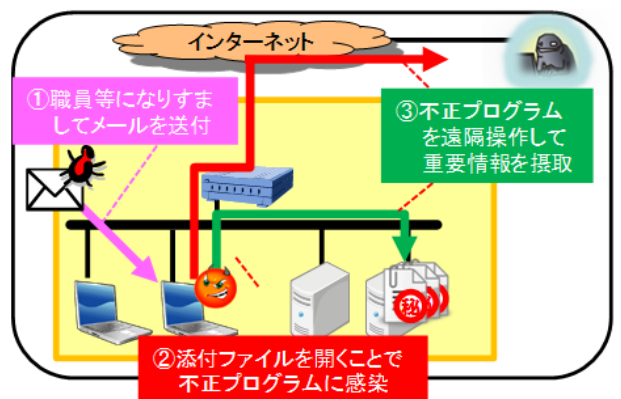 インターネット
①職員等になりすま
してメールを送付
③不正プログラム
を遠隔操作して
重要情報を摂取
秘
②添付ファイルを開くことで
不正プログラムに感染